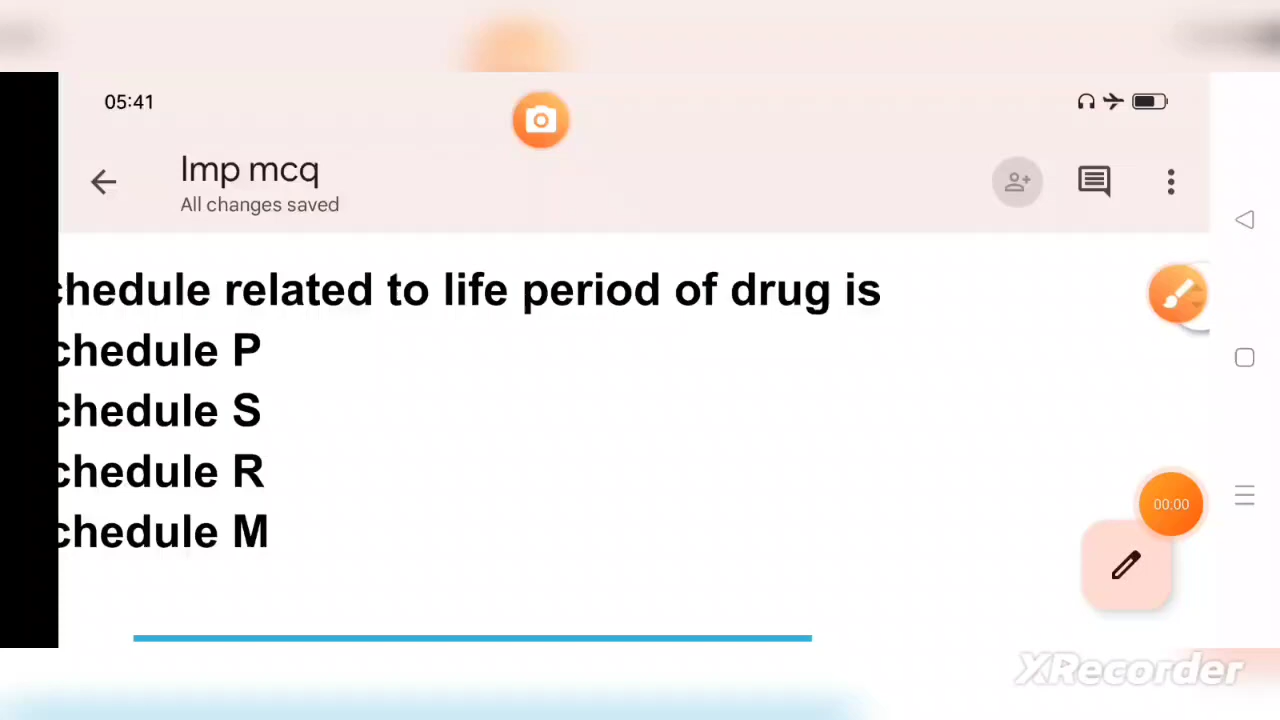 05:41
Imp mcq
All changes saved
chedule related to life period of drug is
chedule P
chedule S
chedule R
chedule M
00:00
XRecorder